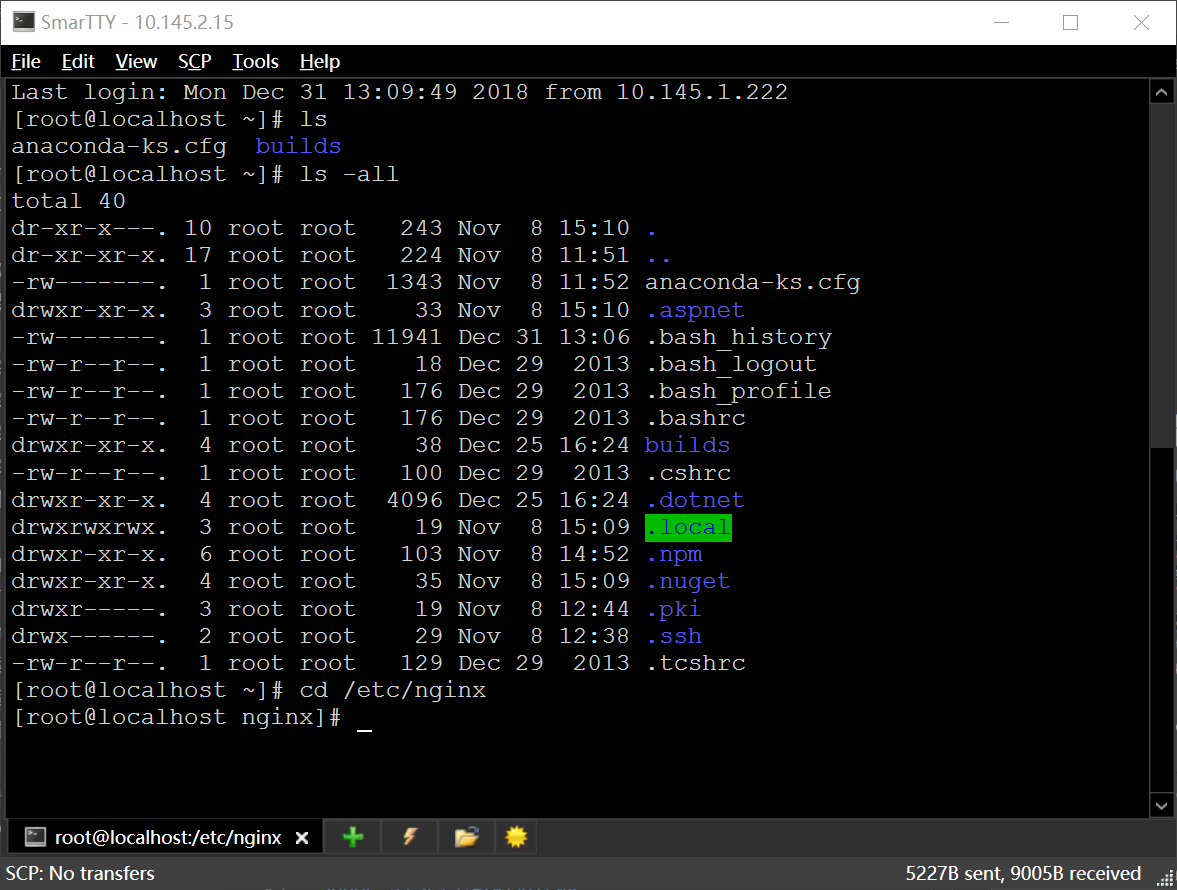 SmarTTY - 10.145.2.15
File Edit View SCP Tools Help
Last login: Mon Dec 31 13:09:49 2018 from 10.145.1.222
[root@localhost ~]# ls
anaconda-ks.cfg  builds
[root@localhost ~]# ls -all
total 40
dr-xr-x---. 10 root root   243 Nov  8 15:10 .
dr-xr-xr-x. 17 root root   224 Nov  8 11:51 ..
-rw-------.  1 root root  1343 Nov  8 11:52 anaconda-ks.cfg
drwxr-xr-x.  3 root root    33 Nov  8 15:10 .aspnet
-rw-------.  1 root root 11941 Dec 31 13:06 .bash_history
-rw-r--r--.  1 root root    18 Dec 29  2013 .bash_logout
-rw-r--r--.  1 root root   176 Dec 29  2013 .bash_profile
-rw-r--r--.  1 root root   176 Dec 29  2013 .bashrc
drwxr-xr-x.  4 root root    38 Dec 25 16:24 builds
-rw-r--r--.  1 root root   100 Dec 29  2013 .cshrc
drwxr-xr-x.  4 root root  4096 Dec 25 16:24 .dotnet
drwxrwxrwx.  3 root root    19 Nov  8 15:09 .local
drwxr-xr-x.  6 root root   103 Nov  8 14:52 .npm
drwxr-xr-x.  4 root root    35 Nov  8 15:09 .nuget
drwxr-----.  3 root root    19 Nov  8 12:44 .pki
drwx------.  2 root root    29 Nov  8 12:38 .ssh
-rw-r--r--.  1 root root   129 Dec 29  2013 .tcshrc
[root@localhost ~]# cd /etc/nginx
[root@localhost nginx]# _
root@localhost:/etc/nginx
SCP: No transfers 5227B sent, 9005B received